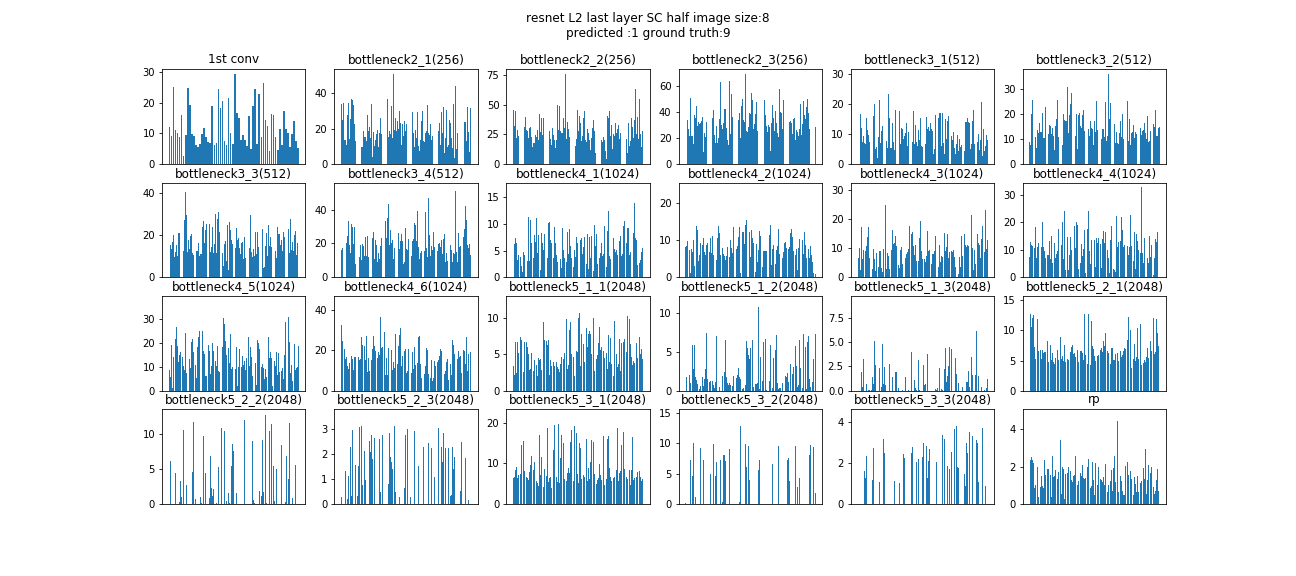 resnet L2 last layer SC half image size:8
predicted :1 ground truth:9
1st conv bottleneck2_1(256) bottleneck2_2(256) bottleneck2_3(256) bottleneck3_1(512) bottleneck3_2(512)
30 20 10 0
40 20 0
75 50 25 0
60 40 20 0
30 20 10 0
30 20 10 0
bottleneck3_3(512) bottleneck3_4(512) bottleneck4_1(1024) bottleneck4_2(1024) bottleneck4_3(1024) bottleneck4_4(1024)
40 20 0
40 20 0
15 10 5 0
20 10 0
30 20 10 0
30 20 10 0
bottleneck4_5(1024) bottleneck4_6(1024) bottleneck5_1_1(2048) bottleneck5_1_2(2048) bottleneck5_1_3(2048) bottleneck5_2_1(2048)
30 20 10 0
40 20 0
10 5 0
10 5 0
7.5 5.0 2.5 0.0
15 10 5 0
bottleneck5_2_2(2048) bottleneck5_2_3(2048) bottleneck5_3_1(2048) bottleneck5_3_2(2048) bottleneck5_3_3(2048) rp
10 5 0
3 2 1 0
20 10 0
15 10 5 0
4 2 0
4 2 0